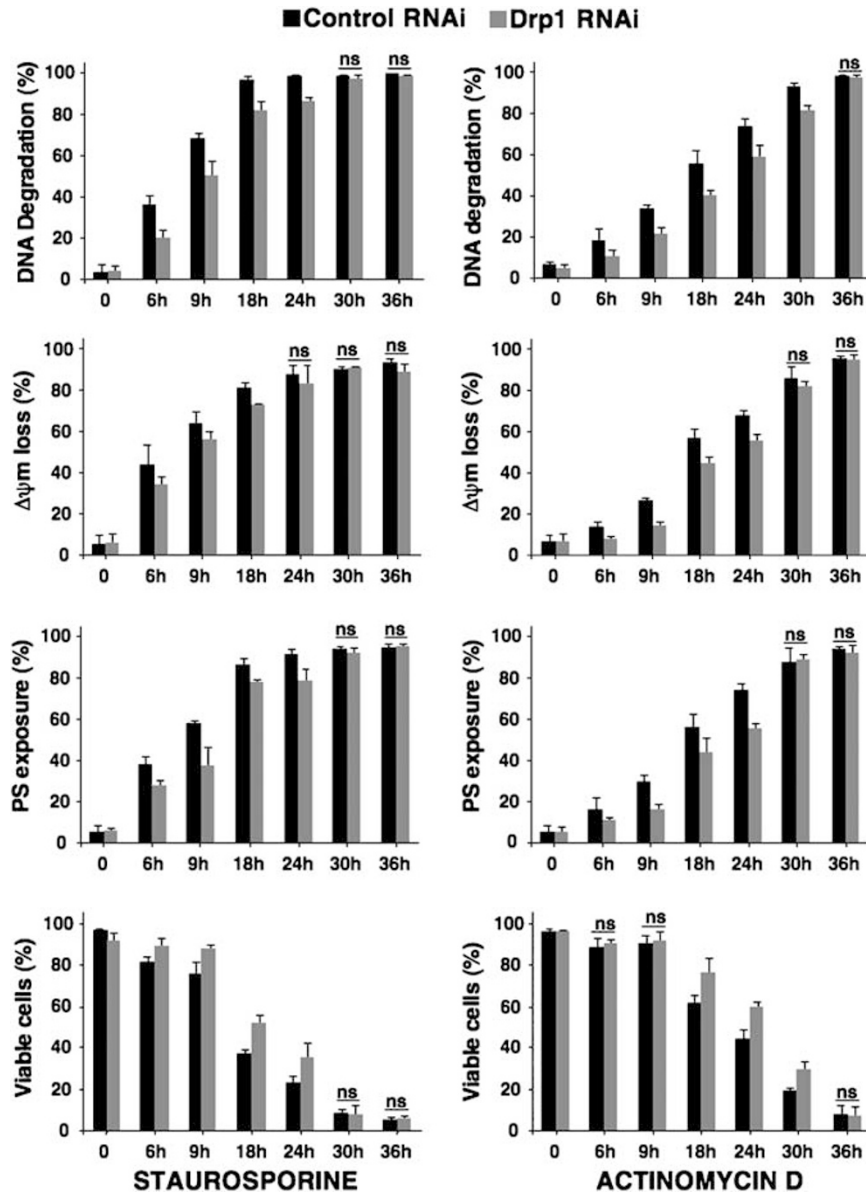 Control RNAi Drp1 RNAi
DNA Degradation (%)
100
80
60
40
20
0
ns ns
0 6h 9h 18h 24h 30h 36h
DNA degradation (%)
100
80
60
40
20
0
ns
0 6h 9h 18h 24h 30h 36h
Δψm loss (%)
100
80
60
40
20
0
ns ns ns
0 6h 9h 18h 24h 30h 36h
Δψm loss (%)
100
80
60
40
20
0
ns ns
0 6h 9h 18h 24h 30h 36h
PS exposure (%)
100
80
60
40
20
0
ns ns
0 6h 9h 18h 24h 30h 36h
PS exposure (%)
100
80
60
40
20
0
ns ns
0 6h 9h 18h 24h 30h 36h
Viable cells (%)
100
80
60
40
20
0
ns ns
0 6h 9h 18h 24h 30h 36h
STAUROSPORINE
Viable cells (%)
100
80
60
40
20
0
ns ns ns
0 6h 9h 18h 24h 30h 36h
ACTINOMYCIN D